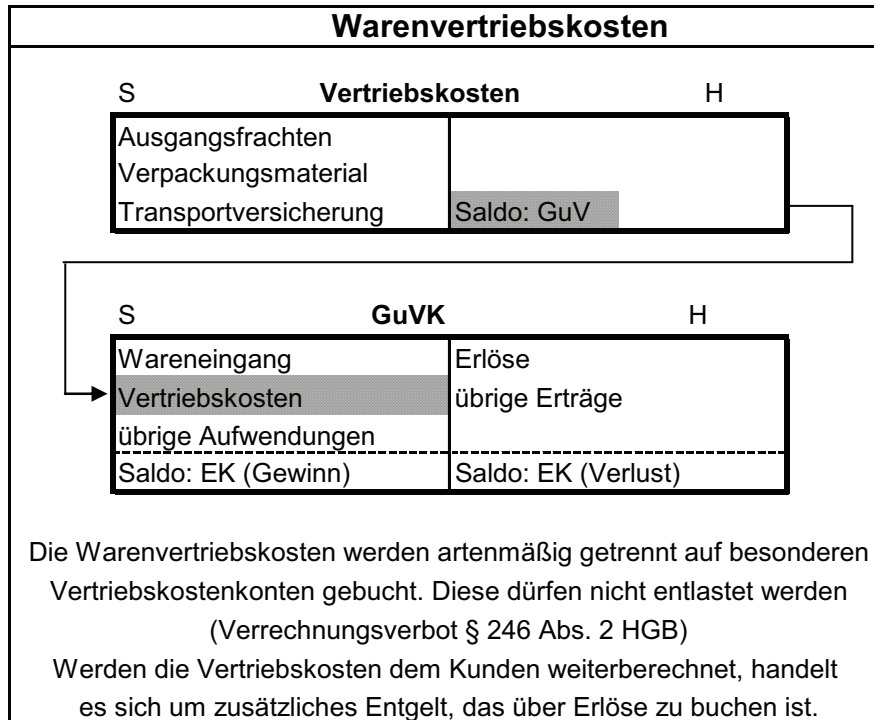 Warenvertriebskosten
S Vertriebskosten H
Ausgangsfrachten
Verpackungsmaterial
Transportversicherung Saldo: GuV
S GuVK H
Wareneingang Erlöse
Vertriebskosten übrige Erträge
übrige Aufwendungen
Saldo: EK (Gewinn) Saldo: EK (Verlust)
Die Warenvertriebskosten werden artenmäßig getrennt auf besonderen
Vertriebskostenkonten gebucht. Diese dürfen nicht entlastet werden
(Verrechnungsverbot § 246 Abs. 2 HGB)
Werden die Vertriebskosten dem Kunden weiterberechnet, handelt
es sich um zusätzliches Entgelt, das über Erlöse zu buchen ist.